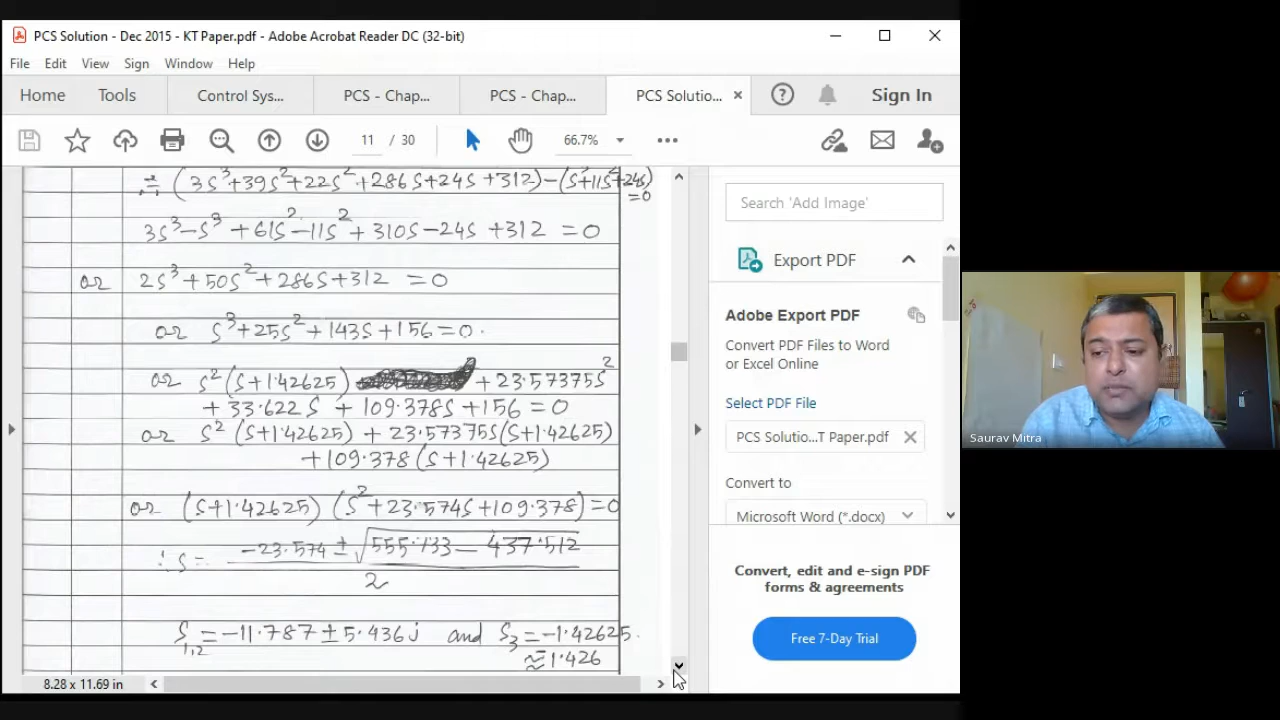 PCS Solution - Dec 2015 - KT Paper.pdf - Adobe Acrobat Reader DC (32-bit)
File Edit View Sign Window Help
Home Tools Control Sys... PCS - Chap... PCS - Chap... PCS Solutio... × Sign In
11 / 30 66.7%
(3s³+39s²+22s²+286s+24s+312)-(s³+11s²+24s)
=0
3s³-s³+61s²-11s²+310s-24s+312=0
or 2s³+50s²+286s+312=0
or s³+25s²+143s+156=0.
or s²(s+1.42625) +23.57375s²
+33.622s+109.378s+156=0
or s²(s+1.42625)+23.57375s(s+1.42625)
+109.378(s+1.42625)
or (s+1.42625)(s²+23.574s+109.378)=0
∴s= -23.574±√555.733-437.512
2
s₁,₂=-11.787±5.436j and s₃=-1.42625.
≈1.426
8.28 x 11.69 in
Search 'Add Image'
Export PDF
Adobe Export PDF
Convert PDF Files to Word
or Excel Online
Select PDF File
PCS Solutio...T Paper.pdf
Convert to
Microsoft Word (*.docx)
Convert, edit and e-sign PDF
forms & agreements
Free 7-Day Trial
Saurav Mitra